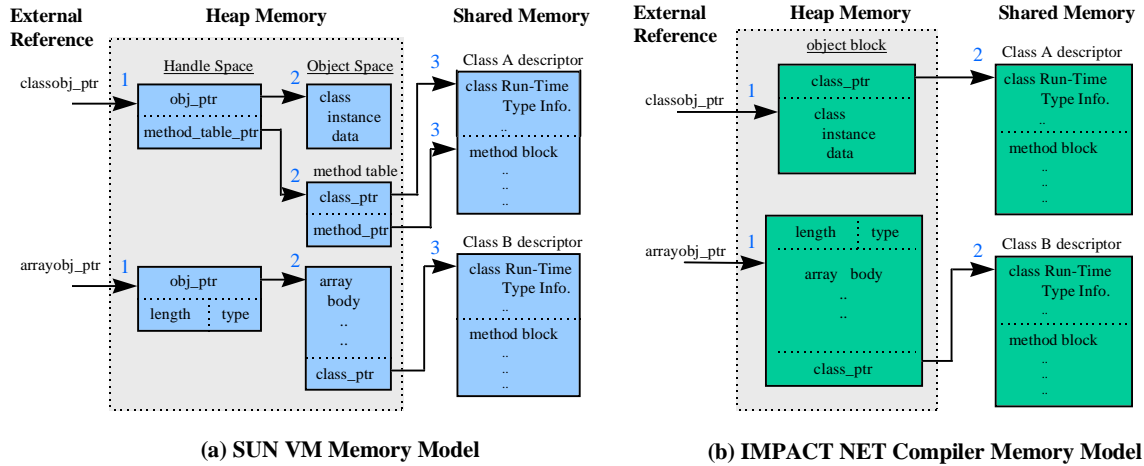 External
Reference
Heap Memory
Shared Memory
classobj_ptr
1
Handle Space
obj_ptr
method_table_ptr
2
Object Space
class
instance
data
2
method table
class_ptr
method_ptr
3
3
Class A descriptor
class Run-Time
Type Info.
..
method block
..
..
..
arrayobj_ptr
1
obj_ptr
length
type
2
array
body
..
..
class_ptr
3
Class B descriptor
class Run-Time
Type Info.
..
method block
..
..
..
(a) SUN VM Memory Model
External
Reference
Heap Memory
Shared Memory
classobj_ptr
1
object block
class_ptr
class
instance
data
2
Class A descriptor
class Run-Time
Type Info.
..
method block
..
..
..
arrayobj_ptr
1
length
type
array body
..
..
class_ptr
2
Class B descriptor
class Run-Time
Type Info.
..
method block
..
..
..
(b) IMPACT NET Compiler Memory Model